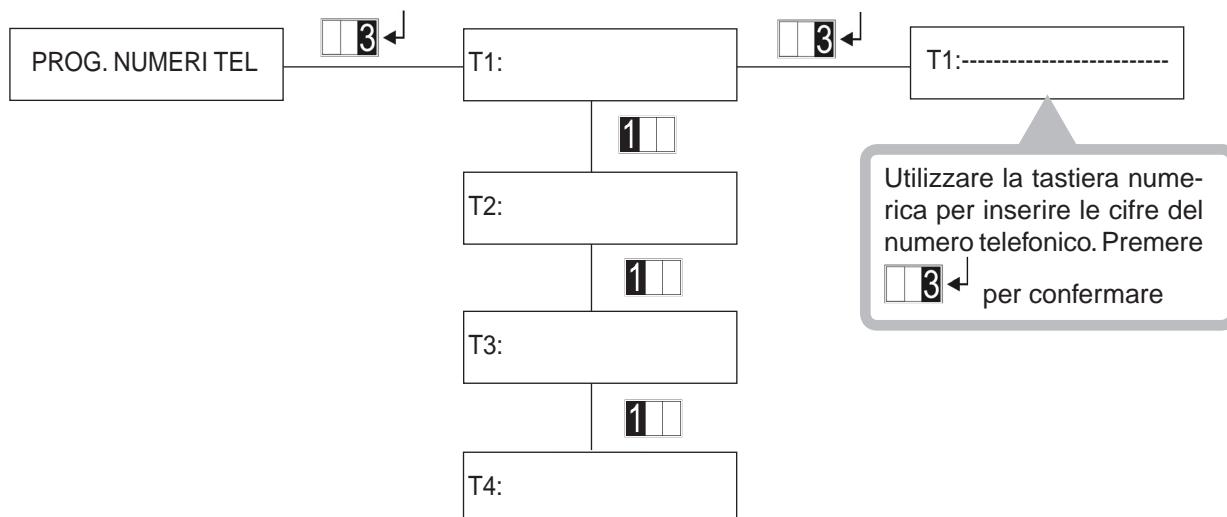 3
3
PROG. NUMERI TEL
T1:
T1:--------------------------
1
Utilizzare la tastiera nume-
rica per inserire le cifre del
numero telefonico. Premere
3 per confermare
T2:
1
T3:
1
T4: